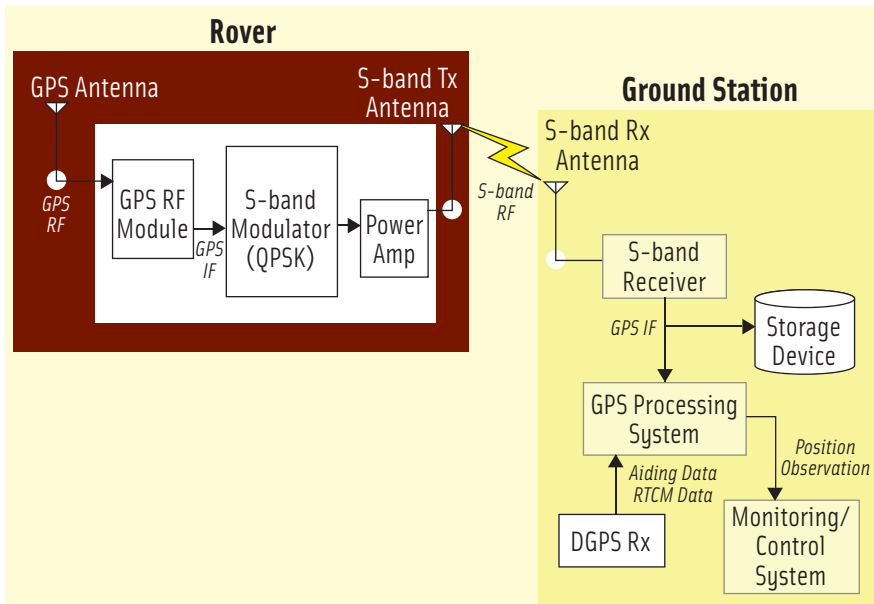 Rover
GPS Antenna
S-band Tx
Antenna
GPS
RF
GPS RF
Module
GPS
IF
S-band
Modulator
(QPSK)
Power
Amp
S-band
RF
Ground Station
S-band Rx
Antenna
S-band
Receiver
GPS IF
Storage
Device
GPS Processing
System
Position
Observation
Aiding Data
RTCM Data
DGPS Rx
Monitoring/
Control
System